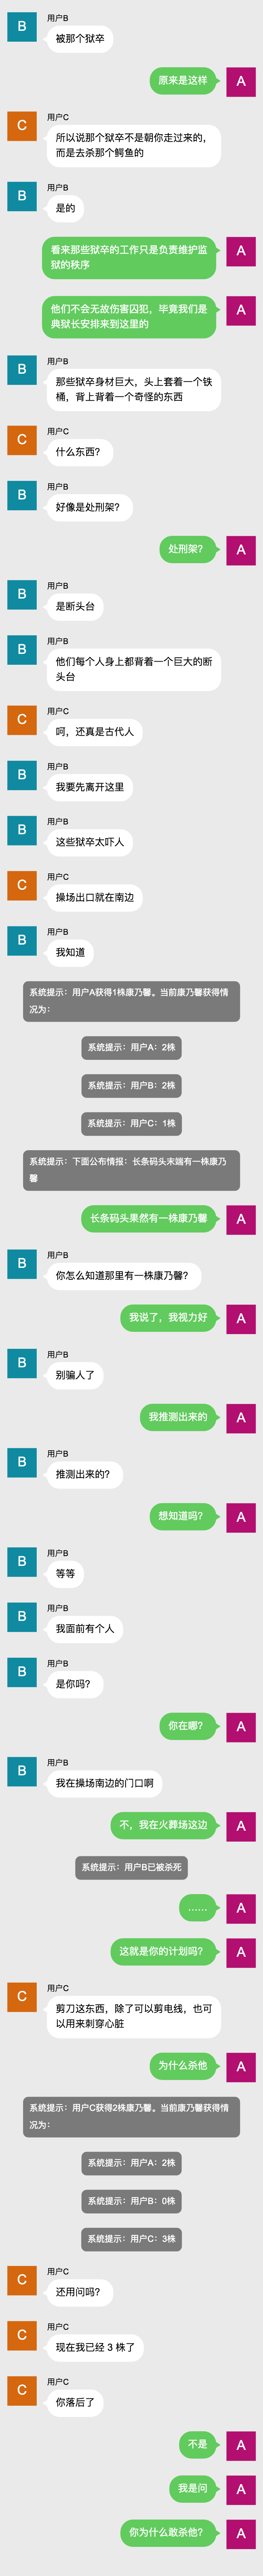 用户B
B
被那个狱卒
原来是这样
A
用户C
C
所以说那个狱卒不是朝你走过来的，
而是去杀那个鳄鱼的
用户B
B
是的
看来那些狱卒的工作只是负责维护监
狱的秩序
A
他们不会无故伤害囚犯，毕竟我们是
典狱长安排来到这里的
A
用户B
B
那些狱卒身材巨大，头上套着一个铁
桶，背上背着一个奇怪的东西
用户C
C
什么东西？
用户B
B
好像是处刑架？
处刑架？
A
用户B
B
是断头台
用户B
B
他们每个人身上都背着一个巨大的断
头台
用户C
C
呵，还真是古代人
用户B
B
我要先离开这里
用户B
B
这些狱卒太吓人
用户C
C
操场出口就在南边
用户B
B
我知道
系统提示：用户A获得1株康乃馨。当前康乃馨获得情
况为：
系统提示：用户A：2株
系统提示：用户B：2株
系统提示：用户C：1株
系统提示：下面公布情报：长条码头末端有一株康乃
馨
长条码头果然有一株康乃馨
A
用户B
B
你怎么知道那里有一株康乃馨？
我说了，我视力好
A
用户B
B
别骗人了
我推测出来的
A
用户B
B
推测出来的？
想知道吗？
A
用户B
B
等等
用户B
B
我面前有个人
用户B
B
是你吗？
你在哪？
A
用户B
B
我在操场南边的门口啊
不，我在火葬场这边
A
系统提示：用户B已被杀死
……
A
这就是你的计划吗？
A
用户C
C
剪刀这东西，除了可以剪电线，也可
以用来刺穿心脏
为什么杀他
A
系统提示：用户C获得2株康乃馨。当前康乃馨获得情
况为：
系统提示：用户A：2株
系统提示：用户B：0株
系统提示：用户C：3株
用户C
C
还用问吗？
用户C
C
现在我已经 3 株了
用户C
C
你落后了
不是
A
我是问
A
你为什么敢杀他？
A